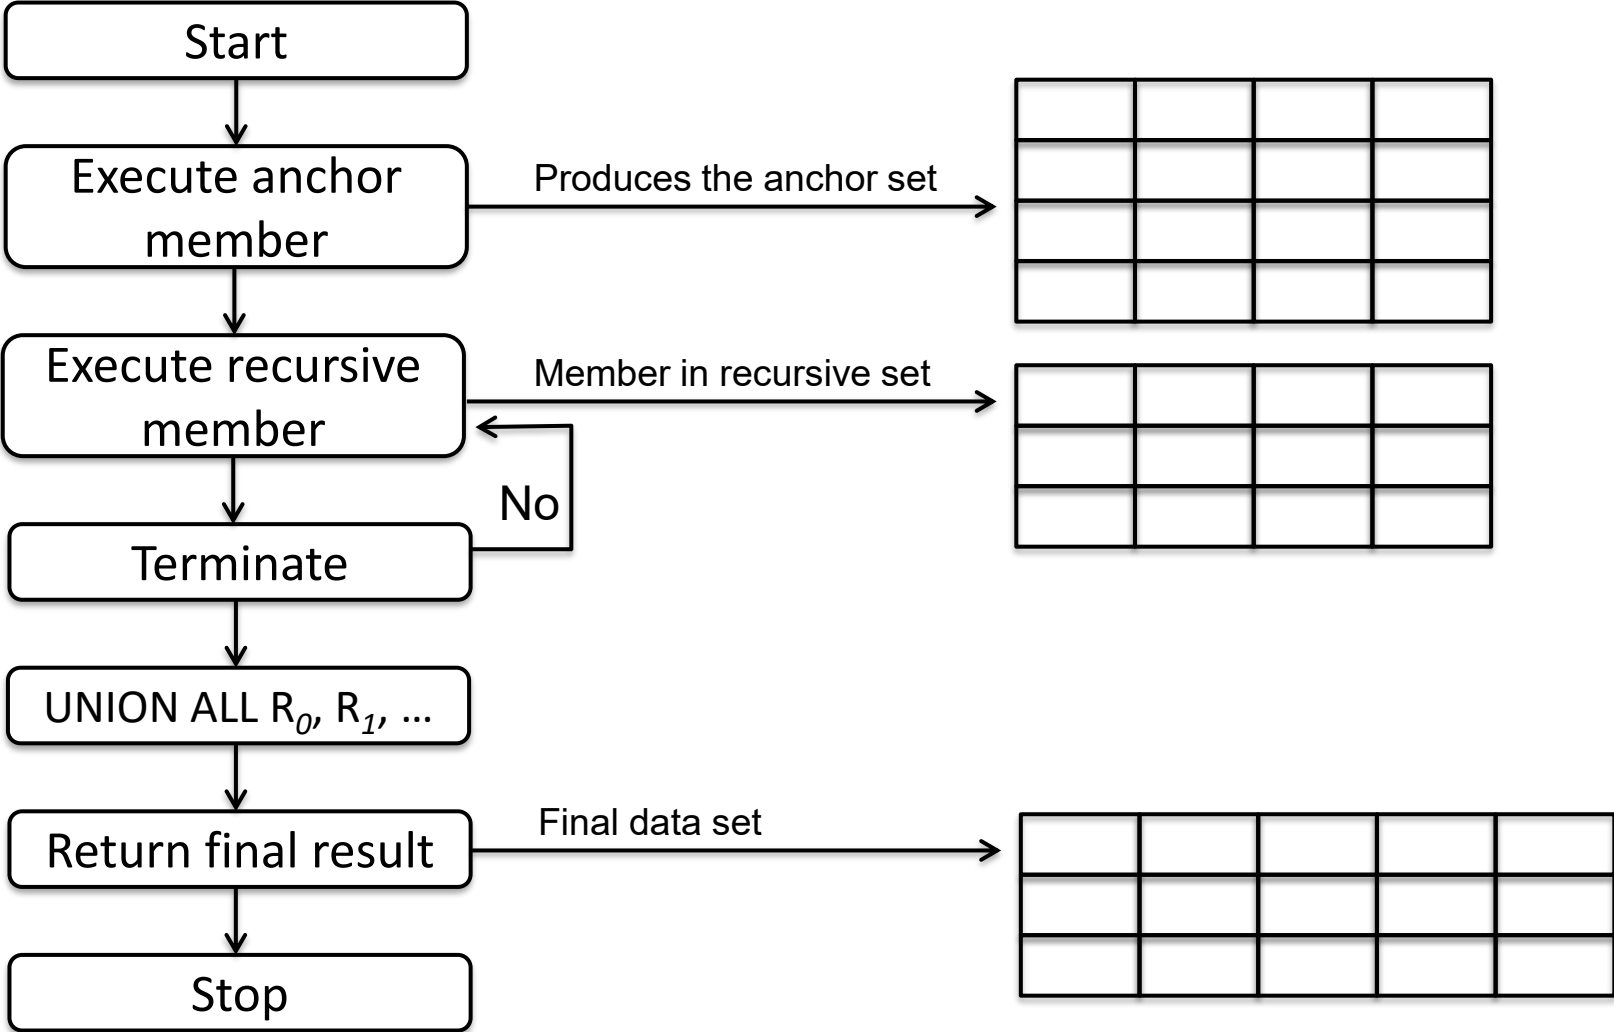 Start
Execute anchor
member
Produces the anchor set
Execute recursive
member
Member in recursive set
No
Terminate
UNION ALL R0, R1, ...
Return final result
Final data set
Stop